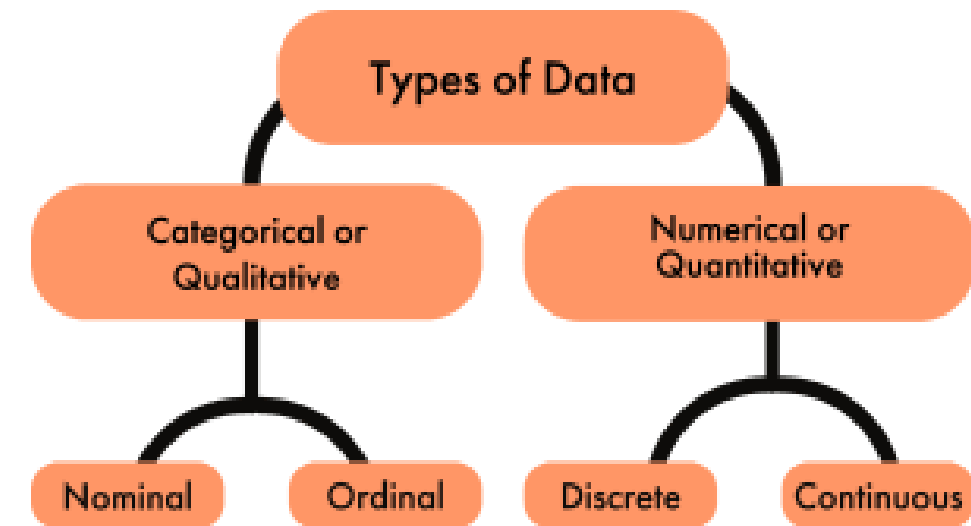 Types of Data
Categorical or
Qualitative
Numerical or
Quantitative
Nominal
Ordinal
Discrete
Continuous